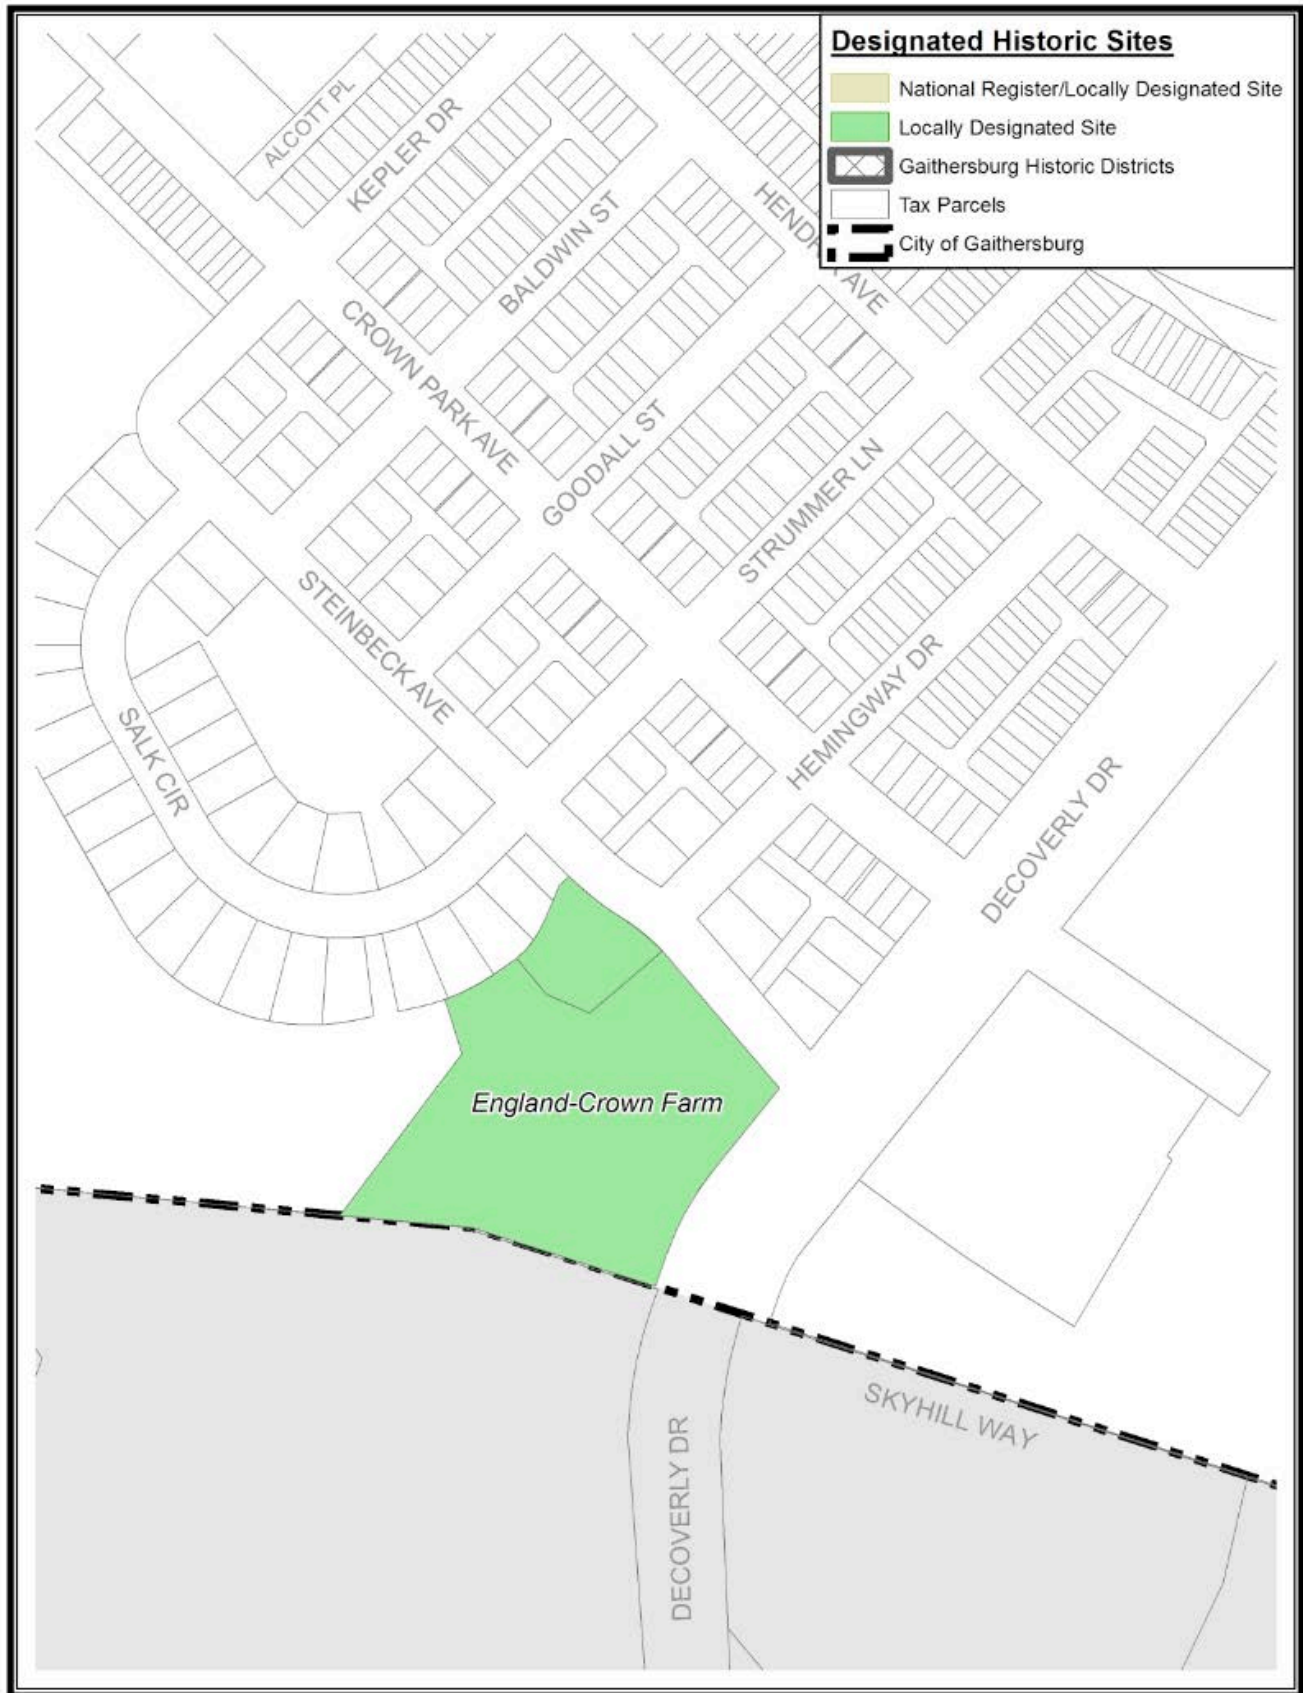 Designated Historic Sites
National Register/Locally Designated Site
Locally Designated Site
Gaithersburg Historic Districts
Tax Parcels
City of Gaithersburg
ALCOTT PL
KEPLER DR
BALDWIN ST
AVE
CROWN PARK AVE
GOODALL ST
STRUMMER LN
STEINBECK AVE
HEMINGWAY DR
SALK CIR
DECOVERLY DR
England-Crown Farm
SKYHILL WAY
DECOVERLY DR